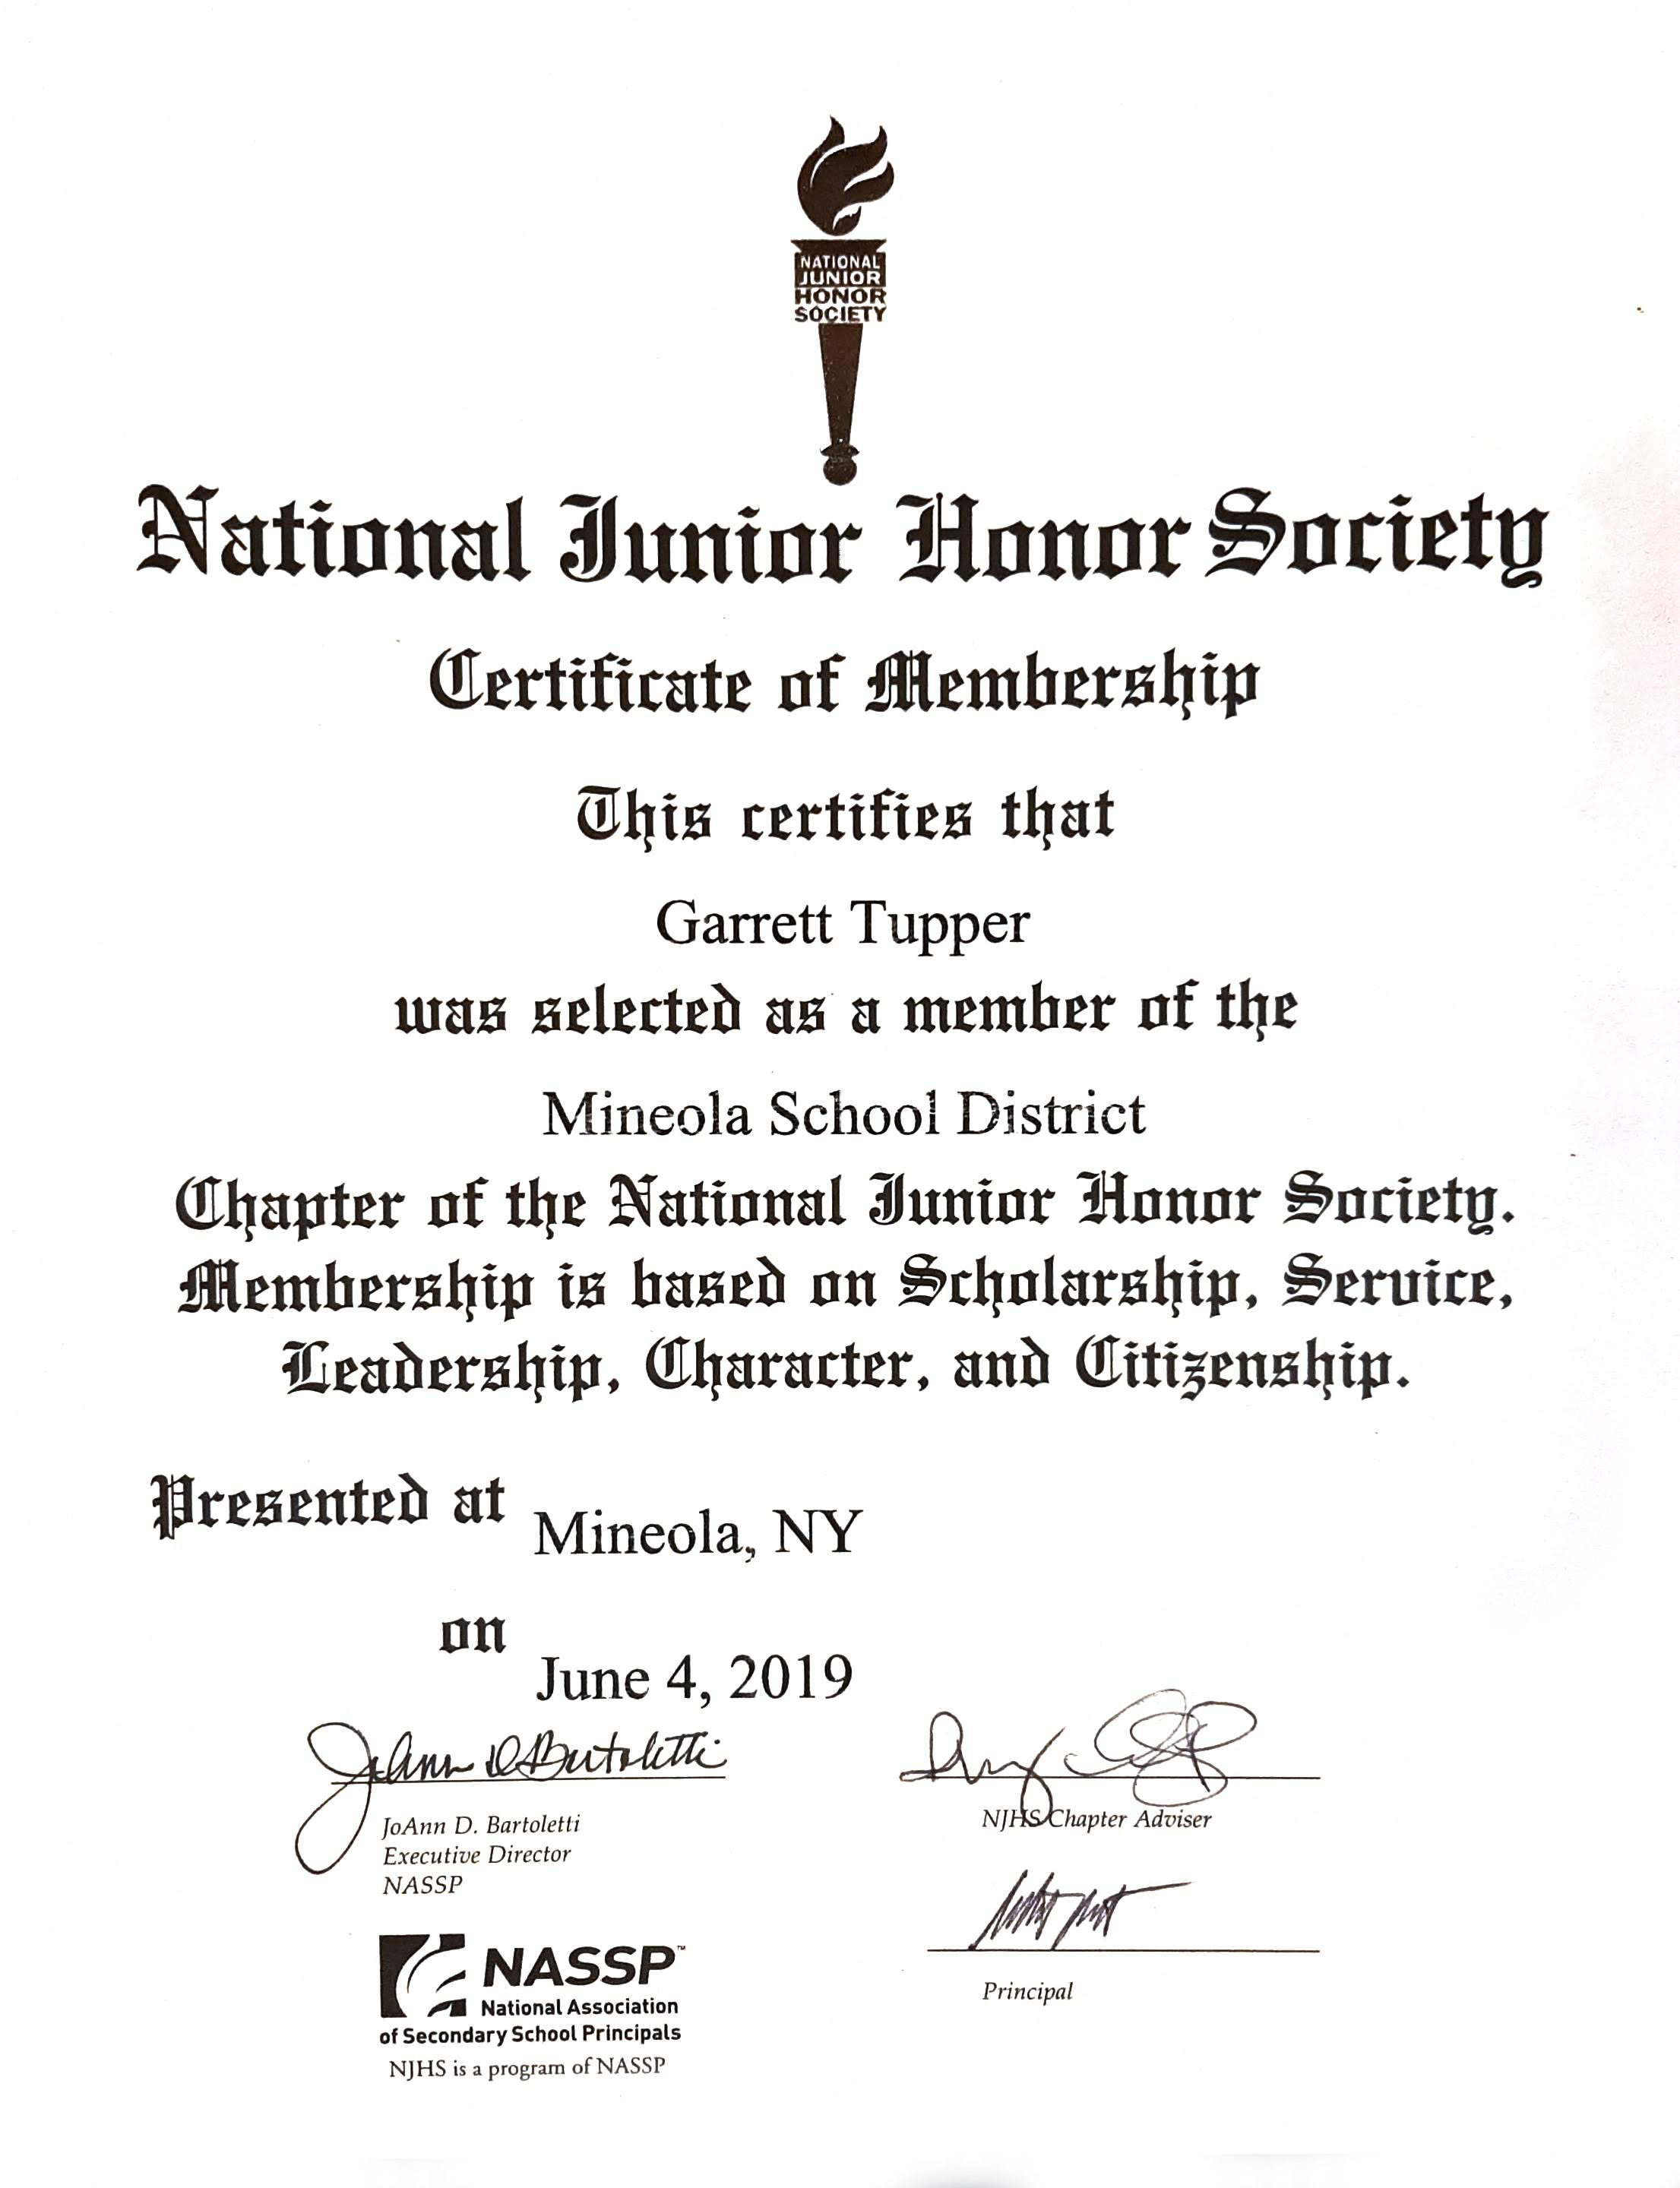 NATIONAL
JUNIOR
HONOR
SOCIETY
National Junior Honor Society
Certificate of Membership
This certifies that
Garrett Tupper
was selected as a member of the
Mineola School District
Chapter of the National Junior Honor Society.
Membership is based on Scholarship, Service,
Leadership, Character, and Citizenship.
Presented at Mineola, NY
on June 4, 2019
JoAnn D Bartoletti
JoAnn D. Bartoletti
Executive Director
NASSP
NJHS Chapter Adviser
Principal
NASSP™
National Association
of Secondary School Principals
NJHS is a program of NASSP